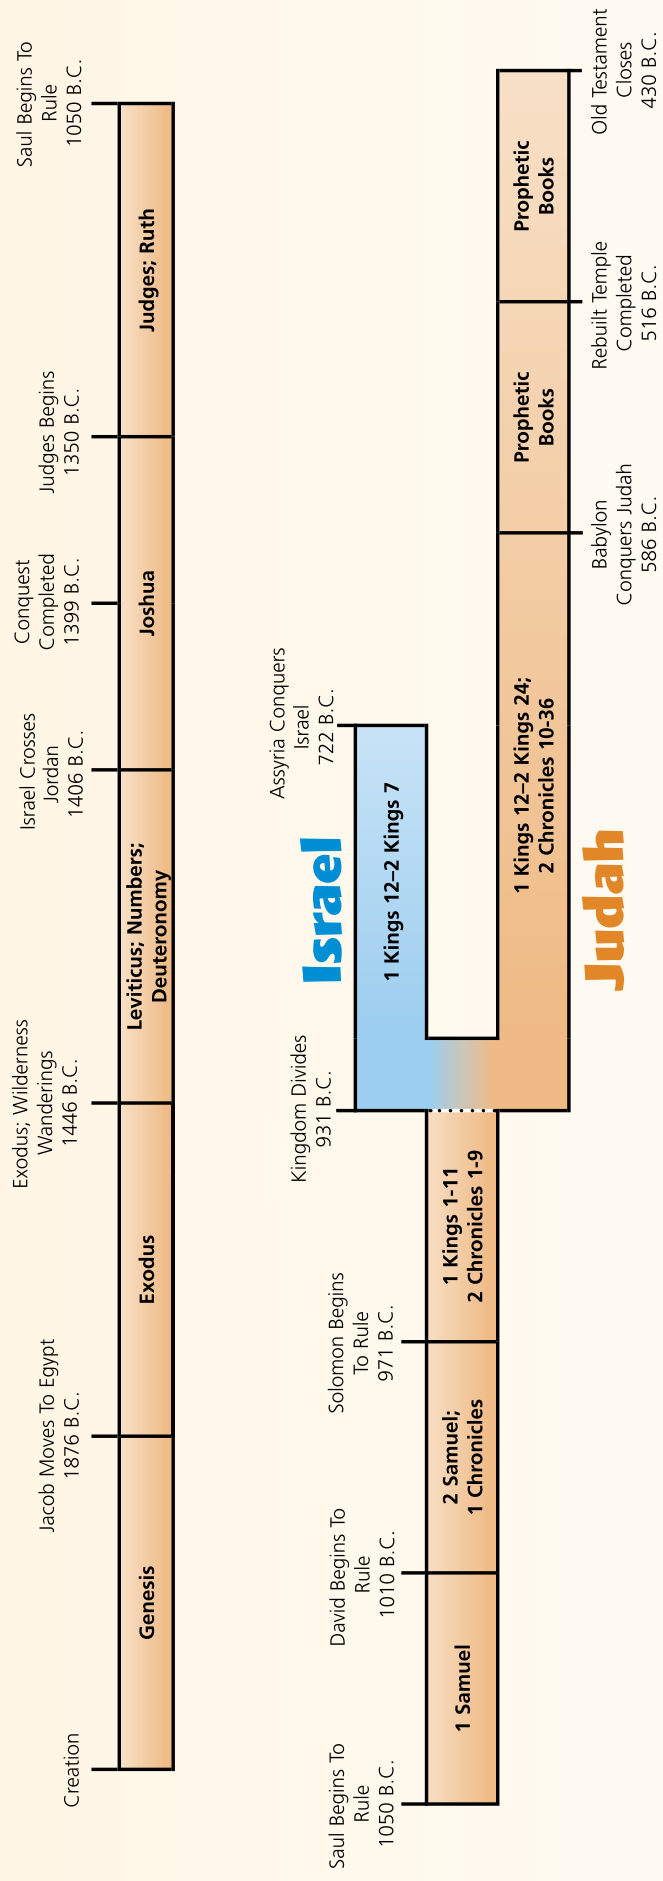 Creation
Jacob Moves To Egypt
1876 B.C.
Exodus; Wilderness
Wanderings
1446 B.C.
Israel Crosses
Jordan
1406 B.C.
Conquest
Completed
1399 B.C.
Judges Begins
1350 B.C.
Saul Begins To
Rule
1050 B.C.
Genesis
Exodus
Leviticus; Numbers;
Deuteronomy
Joshua
Judges; Ruth
Saul Begins To
Rule
1050 B.C.
David Begins To
Rule
1010 B.C.
Solomon Begins
To Rule
971 B.C.
Kingdom Divides
931 B.C.
Israel
Assyria Conquers
Israel
722 B.C.
1 Kings 12–2 Kings 7
1 Samuel
2 Samuel;
1 Chronicles
1 Kings 1-11
2 Chronicles 1-9
1 Kings 12–2 Kings 24;
2 Chronicles 10-36
Prophetic
Books
Prophetic
Books
Judah
Babylon
Conquers Judah
586 B.C.
Rebuilt Temple
Completed
516 B.C.
Old Testament
Closes
430 B.C.